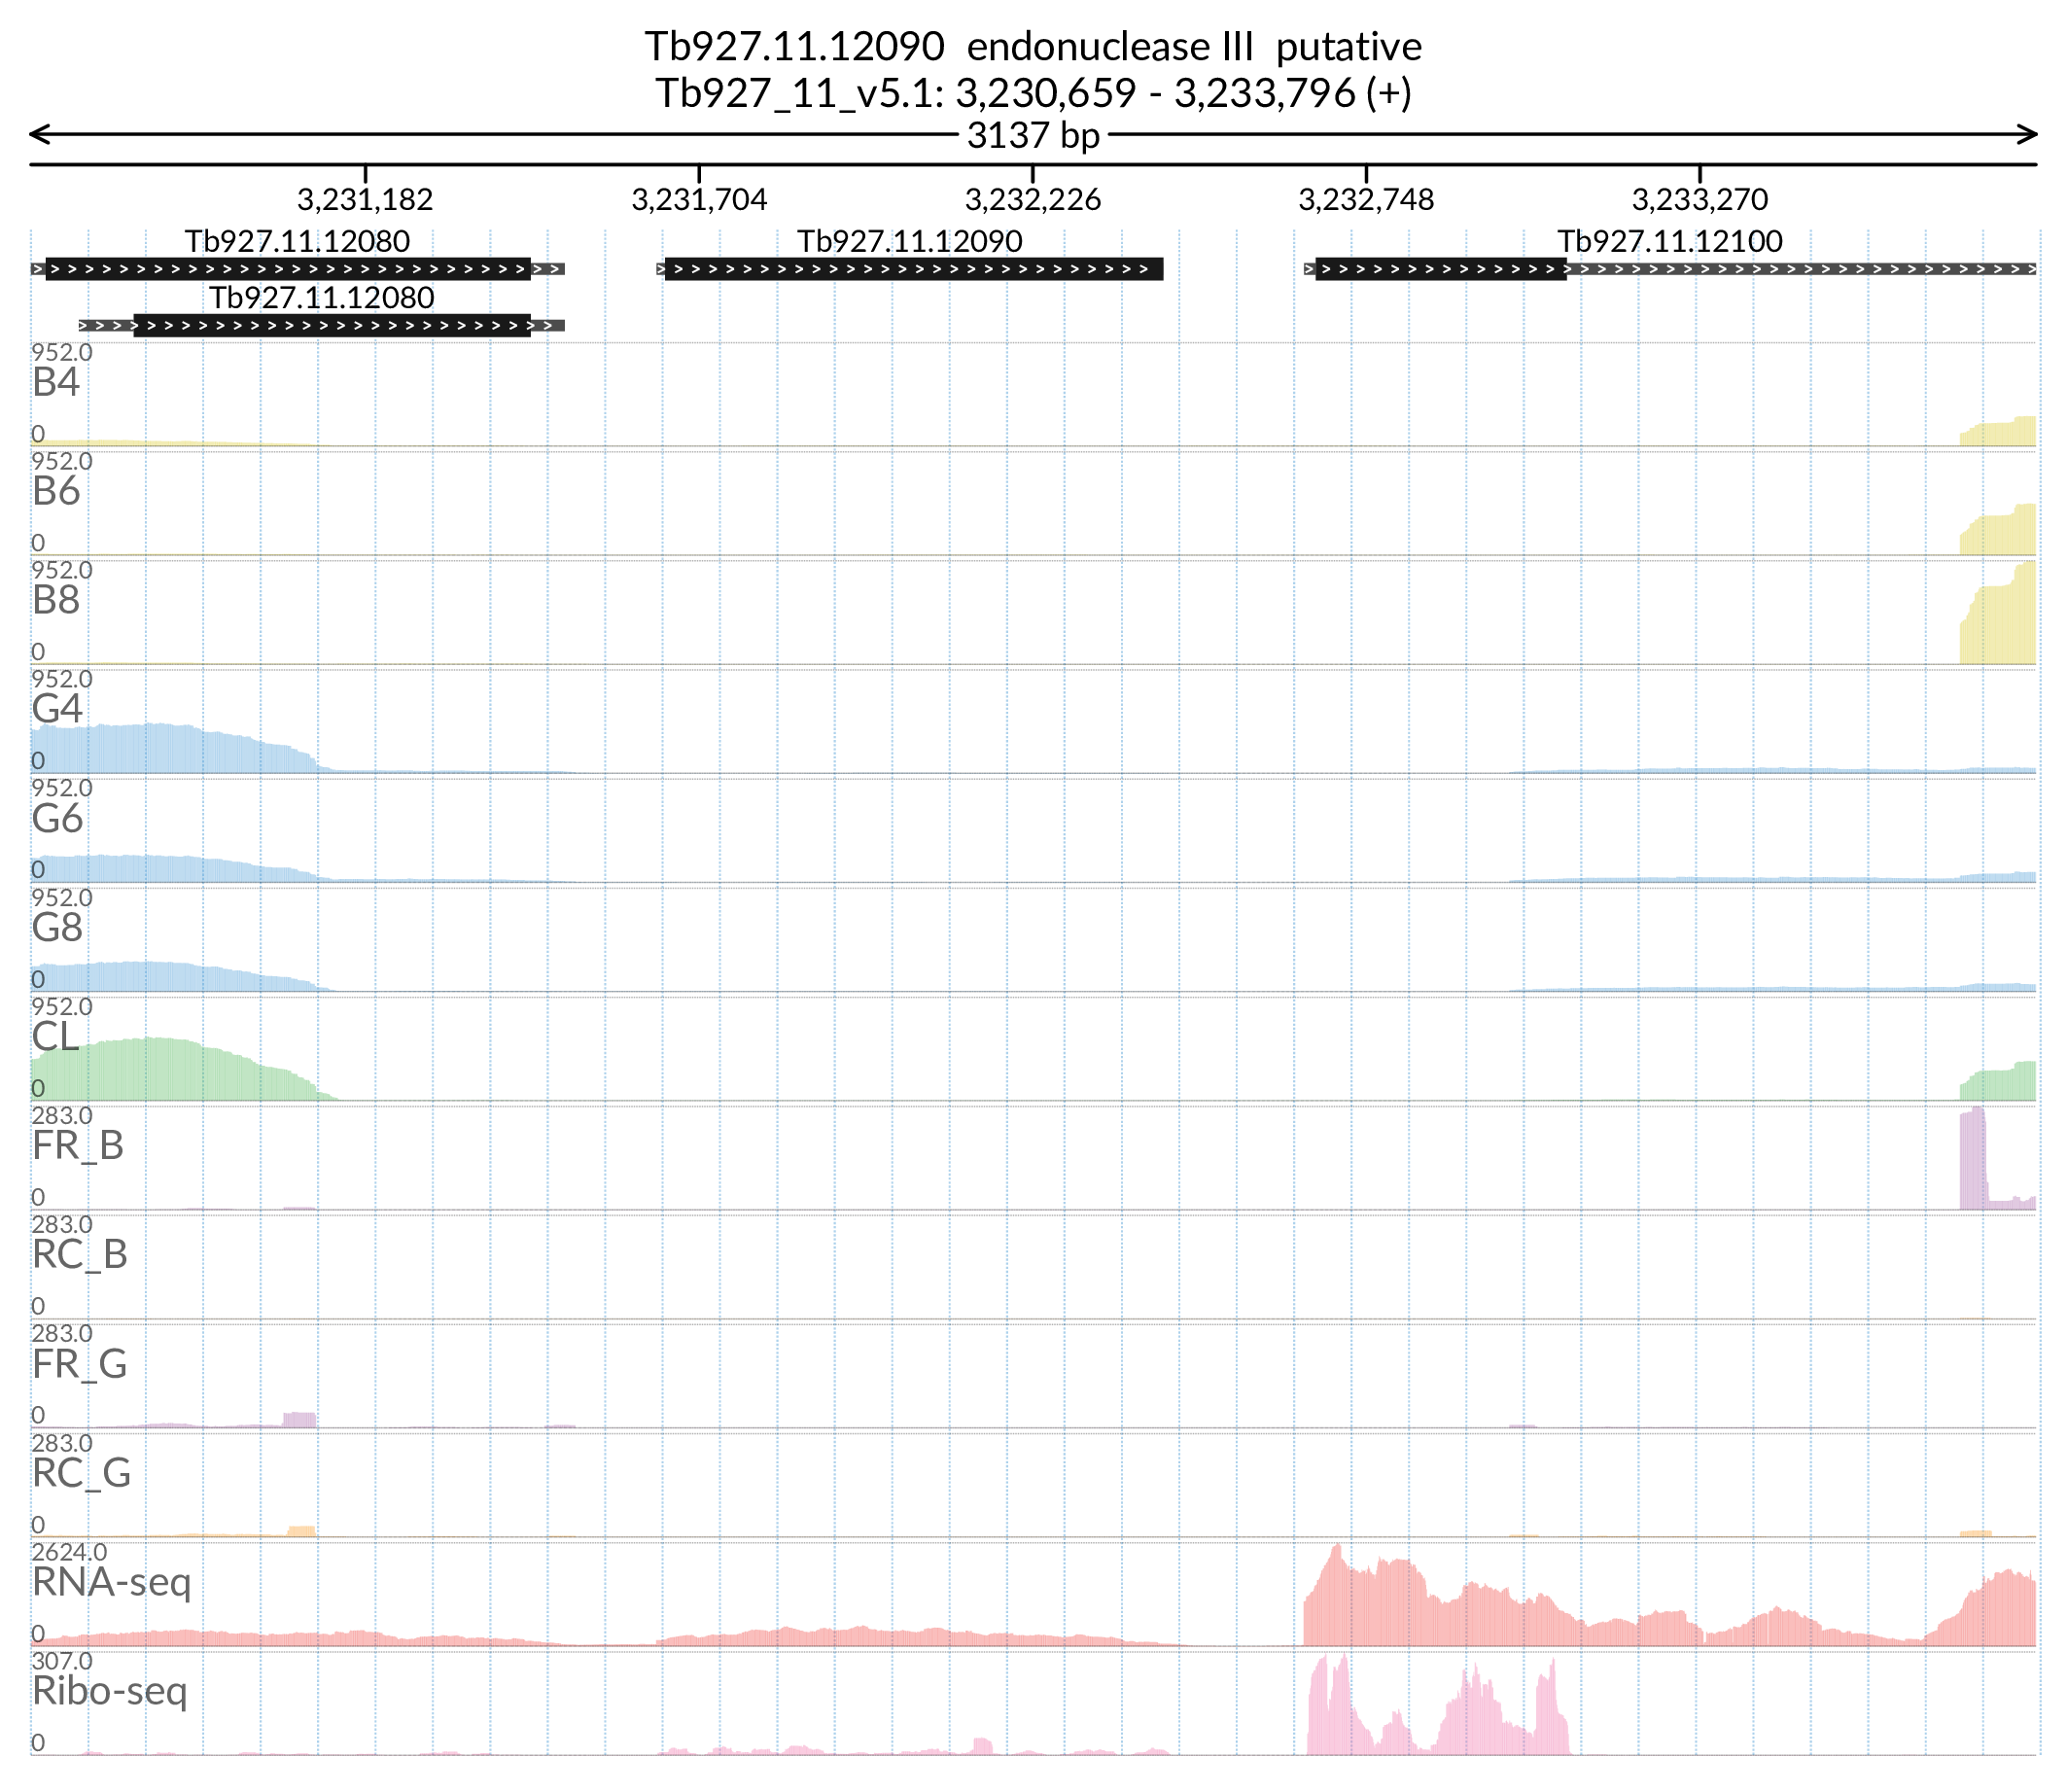 Tb927.11.12090 endonuclease III putative
Tb927_11_v5.1: 3,230,659 - 3,233,796 (+)
3137 bp
3,231,182 3,231,704 3,232,226 3,232,748 3,233,270
Tb927.11.12080 Tb927.11.12090 Tb927.11.12100
Tb927.11.12080
952.0
B4
0
952.0
B6
0
952.0
B8
0
952.0
G4
0
952.0
G6
0
952.0
G8
0
952.0
CL
0
283.0
FR_B
0
283.0
RC_B
0
283.0
FR_G
0
283.0
RC_G
0
2624.0
RNA-seq
0
307.0
Ribo-seq
0